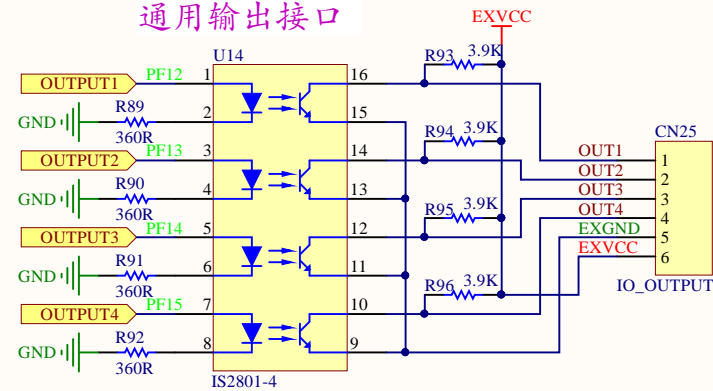 通用输出接口
EXVCC
U14
R93 3.9K
OUTPUT1 PF12 1 16
R89
GND 2 15
360R
R94 3.9K
OUTPUT2 PF13 3 14
R90
GND 4 13
360R
R95 3.9K
OUTPUT3 PF14 5 12
R91
GND 6 11
360R
R96 3.9K
OUTPUT4 PF15 7 10
R92
GND 8 9
360R
IS2801-4
CN25
OUT1 1
OUT2 2
OUT3 3
OUT4 4
EXGND 5
EXVCC 6
IO_OUTPUT